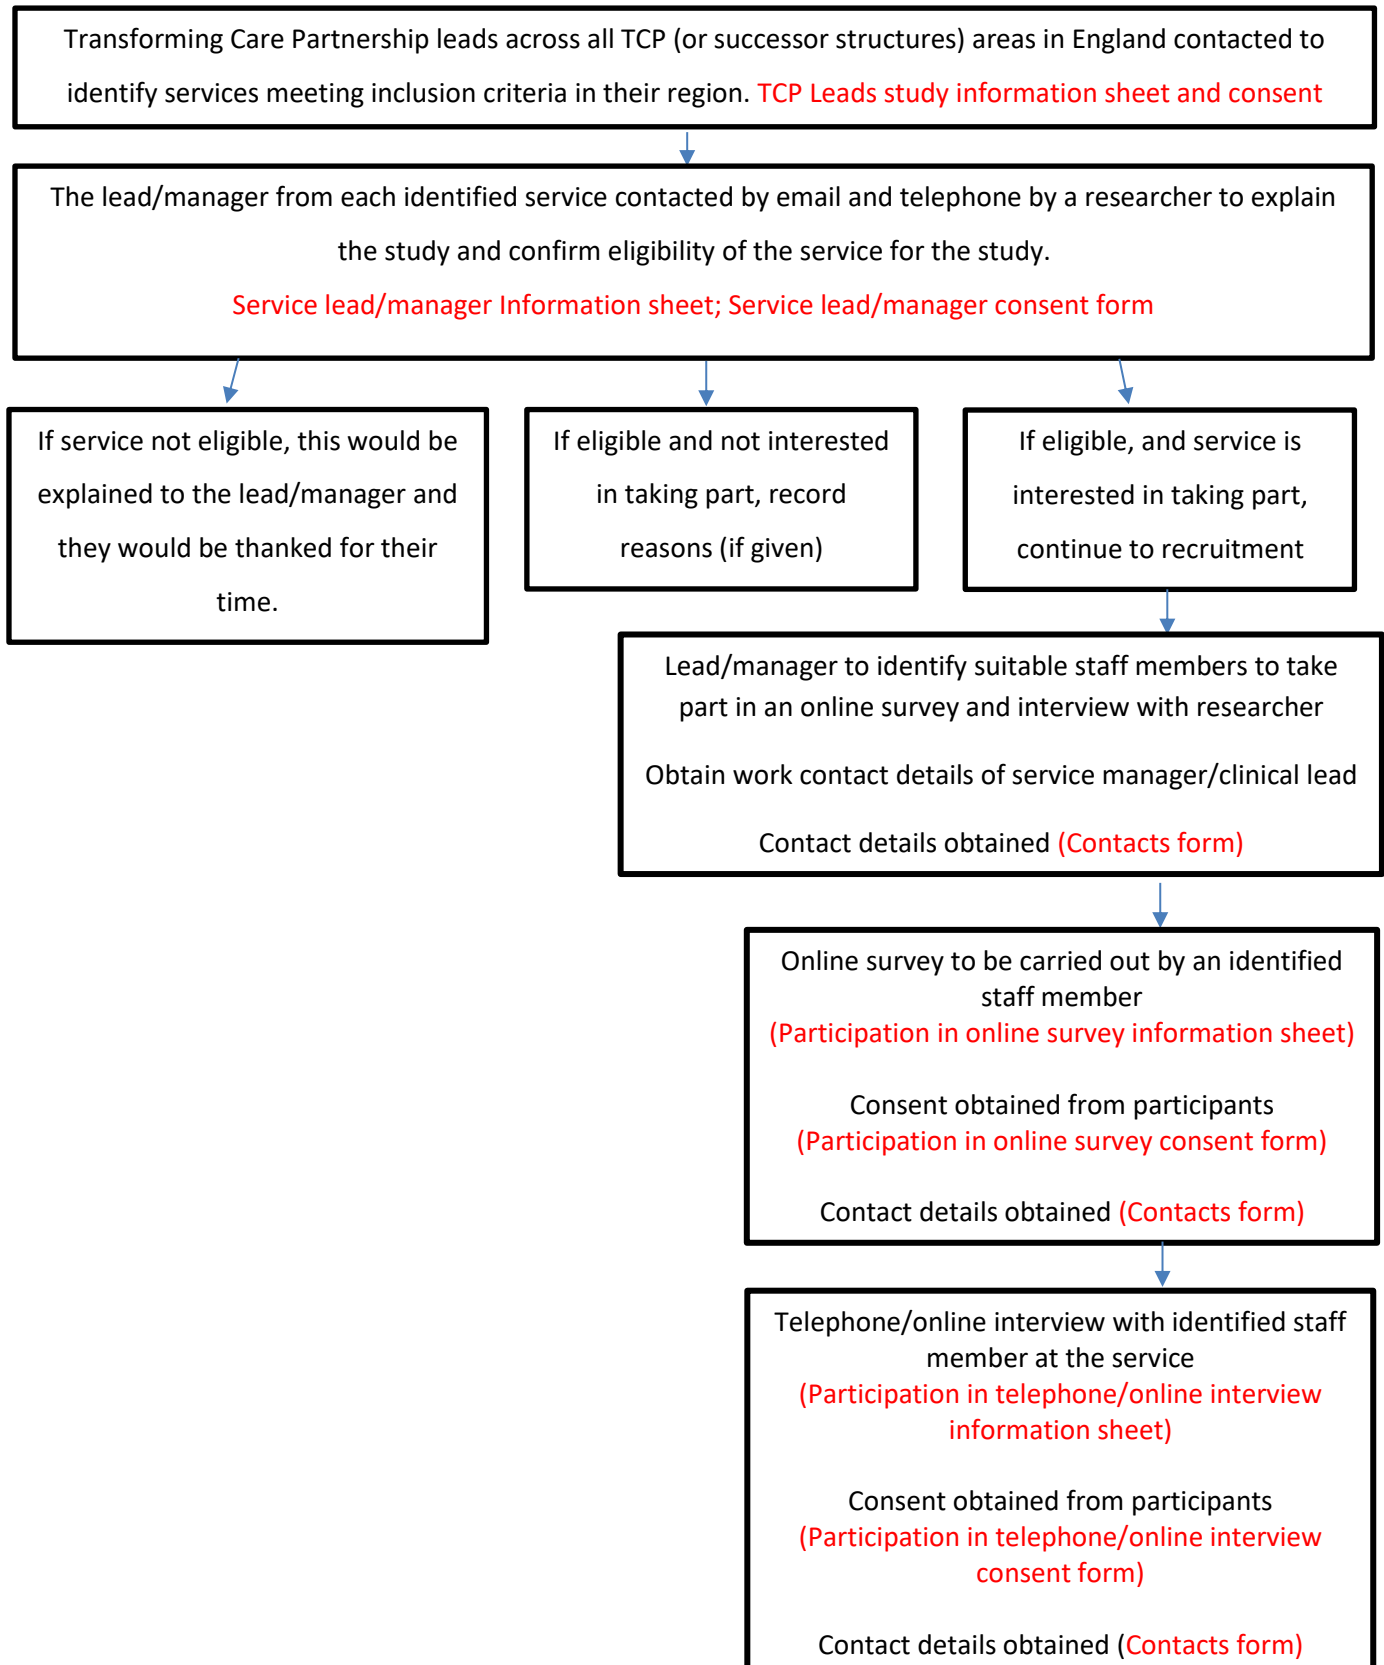 Transforming Care Partnership leads across all TCP (or successor structures) areas in England contacted to
identify services meeting inclusion criteria in their region. TCP Leads study information sheet and consent
The lead/manager from each identified service contacted by email and telephone by a researcher to explain
the study and confirm eligibility of the service for the study.
Service lead/manager Information sheet; Service lead/manager consent form
If service not eligible, this would be
explained to the lead/manager and
they would be thanked for their
time.
If eligible and not interested
in taking part, record
reasons (if given)
If eligible, and service is
interested in taking part,
continue to recruitment
Lead/manager to identify suitable staff members to take
part in an online survey and interview with researcher
Obtain work contact details of service manager/clinical lead
Contact details obtained (Contacts form)
Online survey to be carried out by an identified
staff member
(Participation in online survey information sheet)
Consent obtained from participants
(Participation in online survey consent form)
Contact details obtained (Contacts form)
Telephone/online interview with identified staff
member at the service
(Participation in telephone/online interview
information sheet)
Consent obtained from participants
(Participation in telephone/online interview
consent form)
Contact details obtained (Contacts form)